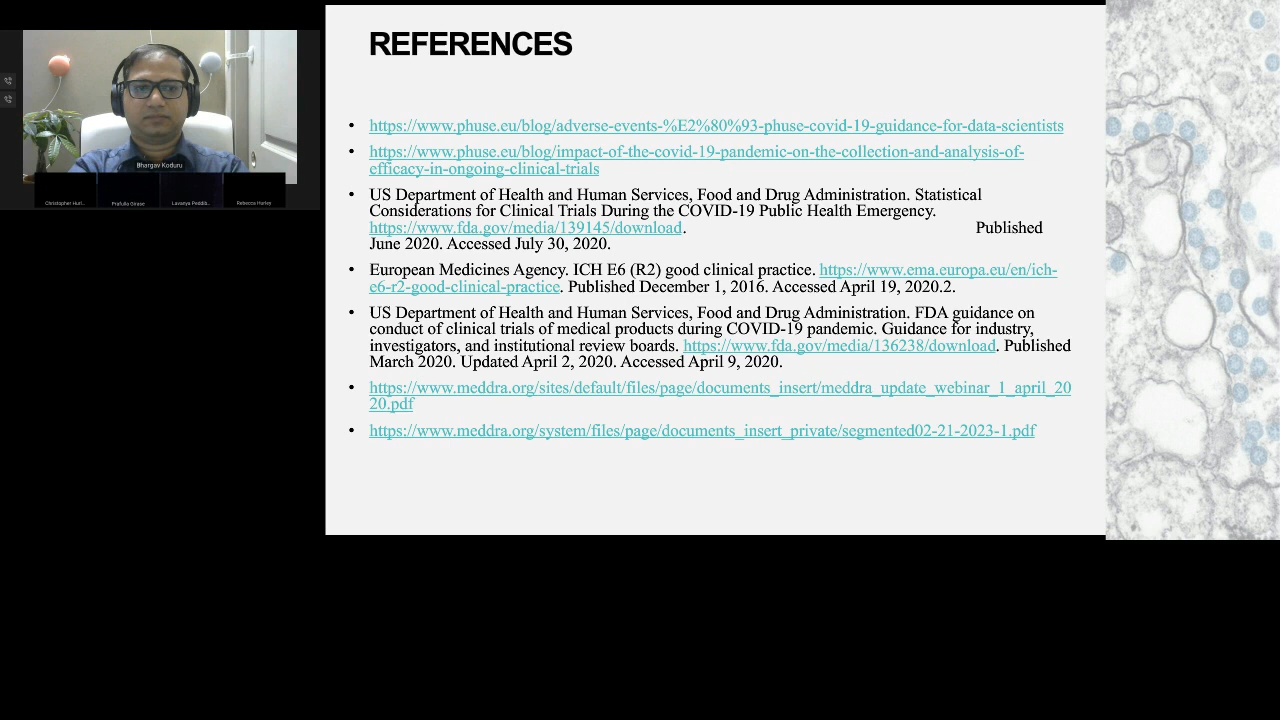 REFERENCES
• https://www.phuse.eu/blog/adverse-events-%E2%80%93-phuse-covid-19-guidance-for-data-scientists
• https://www.phuse.eu/blog/impact-of-the-covid-19-pandemic-on-the-collection-and-analysis-of-
efficacy-in-ongoing-clinical-trials
• US Department of Health and Human Services, Food and Drug Administration. Statistical
Considerations for Clinical Trials During the COVID-19 Public Health Emergency.
https://www.fda.gov/media/139145/download. Published
June 2020. Accessed July 30, 2020.
• European Medicines Agency. ICH E6 (R2) good clinical practice. https://www.ema.europa.eu/en/ich-
e6-r2-good-clinical-practice. Published December 1, 2016. Accessed April 19, 2020.2.
• US Department of Health and Human Services, Food and Drug Administration. FDA guidance on
conduct of clinical trials of medical products during COVID-19 pandemic. Guidance for industry,
investigators, and institutional review boards. https://www.fda.gov/media/136238/download. Published
March 2020. Updated April 2, 2020. Accessed April 9, 2020.
• https://www.meddra.org/sites/default/files/page/documents_insert/meddra_update_webinar_1_april_20
20.pdf
• https://www.meddra.org/system/files/page/documents_insert_private/segmented02-21-2023-1.pdf
Bhargav Koduru
Christopher Hurl...
Prafulla Girase
Lavanya Peddib...
Rebecca Hurley